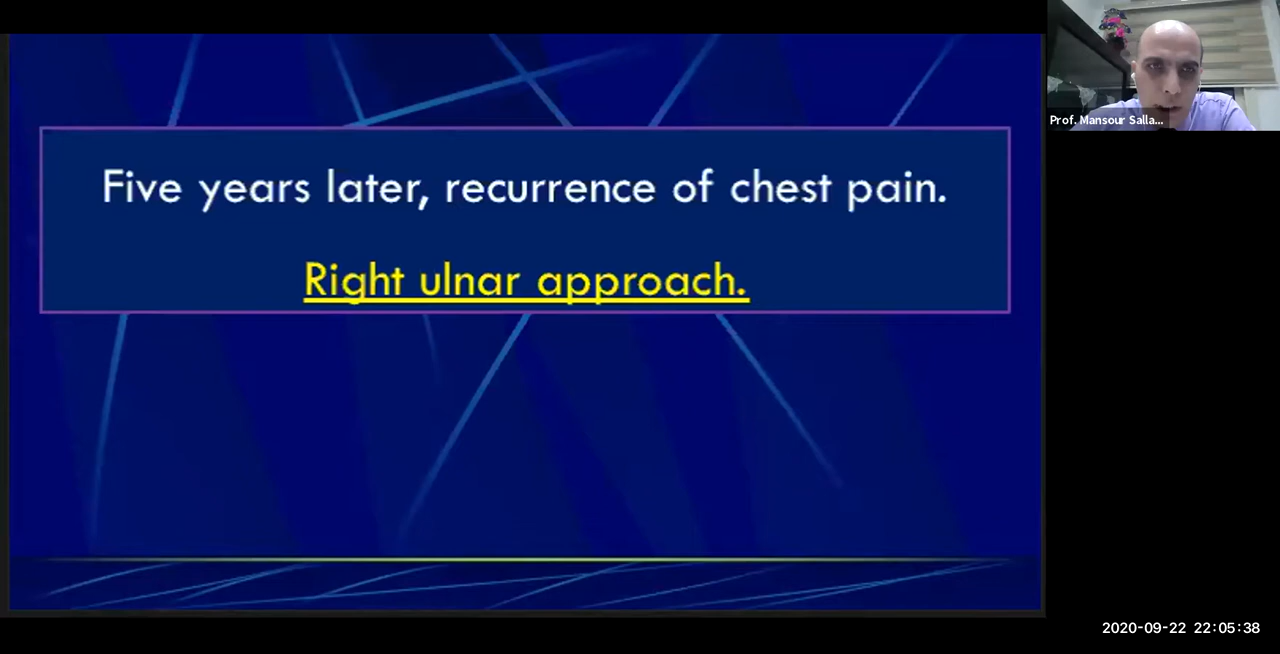 Five years later, recurrence of chest pain.
Right ulnar approach.
Prof. Mansour Salla...
2020-09-22 22:05:38